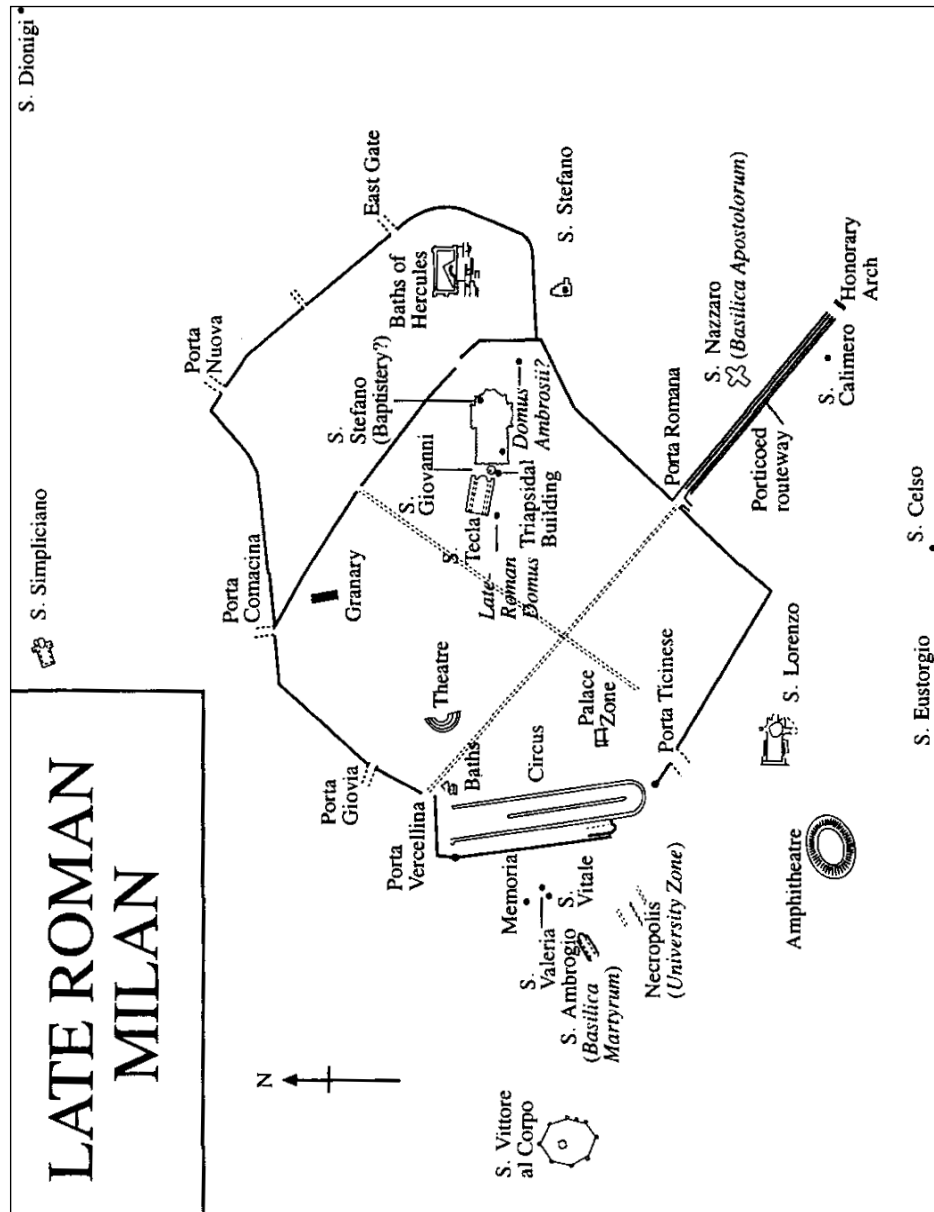 LATE ROMAN
MILAN
N
S. Dionigi
S. Simpliciano
Porta
Nuova
East Gate
Porta
Comacina
Baths of
Hercules
S. Stefano
S.
Stefano
(Baptistery?)
Granary
S.
Giovanni
Domus
Ambrosii?
S.
Tecla
Triapsidal
Building
Late-
Roman
Domus
Porta
Giovia
Theatre
Porta
Vercellina
Baths
Circus
Palace
Zone
Porta Romana
S. Nazzaro
(Basilica Apostolorum)
Honorary
Arch
S.
Calimero
Porticoed
routeway
Porta Ticinese
Memoria
S.
Valeria
S.
Vitale
S. Ambrogio
(Basilica
Martyrum)
Necropolis
(University Zone)
S. Lorenzo
Amphitheatre
S. Vittore
al Corpo
S. Celso
S. Eustorgio